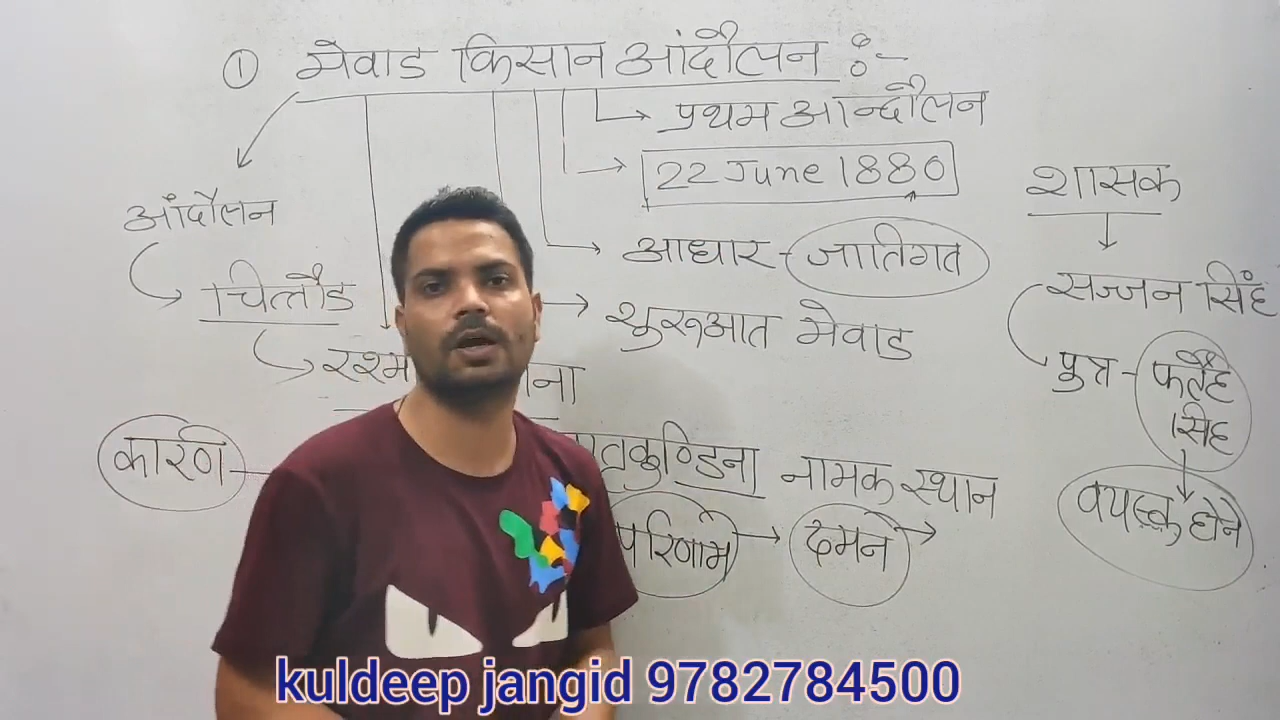 ① मेवाड किसान आंदौलन :-
प्रथम आन्दौलन
22 June 1880
शासक
आंदौलन
आधार - जातिगत
चित्तौड
शुरूआत मेवाड
सज्जन सिंह
रश्म
ना
पुत्र - फतैह
सिंह
कारण
तृकुण्डिना नामक स्थान
परिणाम
दमन
वयस्क होने
kuldeep jangid 9782784500